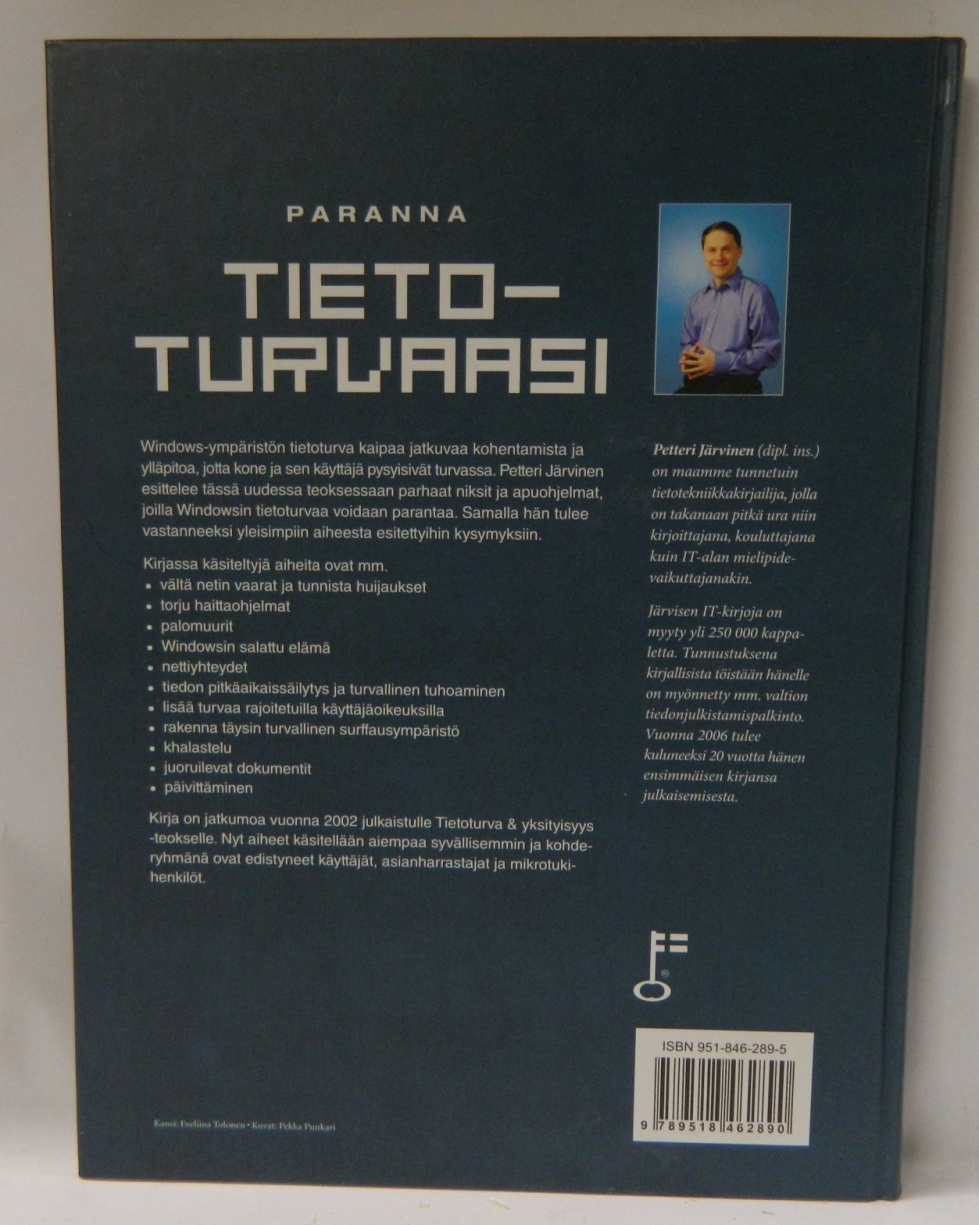 PARANNA
TIETO-
TURVAASI
Windows-ympäristön tietoturva kaipaa jatkuvaa kohentamista ja
ylläpitoa, jotta kone ja sen käyttäjä pysyisivät turvassa. Petteri Järvinen
esittelee tässä uudessa teoksessaan parhaat niksit ja apuohjelmat,
joilla Windowsin tietoturvaa voidaan parantaa. Samalla hän tulee
vastanneeksi yleisimpiin aiheesta esitettyihin kysymyksiin.
Kirjassa käsiteltyjä aiheita ovat mm.
• vältä netin vaarat ja tunnista huijaukset
• torju haittaohjelmat
• palomuurit
• Windowsin salattu elämä
• nettiyhteydet
• tiedon pitkäaikaissäilytys ja turvallinen tuhoaminen
• lisää turvaa rajoitetuilla käyttäjäoikeuksilla
• rakenna täysin turvallinen surffausympäristö
• khalastelu
• juoruilevat dokumentit
• päivittäminen
Kirja on jatkumoa vuonna 2002 julkaistulle Tietoturva & yksityisyys
-teokselle. Nyt aiheet käsitellään aiempaa syvällisemmin ja kohde-
ryhmänä ovat edistyneet käyttäjät, asianharrastajat ja mikrotuki-
henkilöt.
Petteri Järvinen (dipl. ins.)
on maamme tunnetuin
tietotekniikkakirjailija, jolla
on takanaan pitkä ura niin
kirjoittajana, kouluttajana
kuin IT-alan mielipide-
vaikuttajanakin.
Järvisen IT-kirjoja on
myyty yli 250 000 kappa-
letta. Tunnustuksena
kirjallisista töistään hänelle
on myönnetty mm. valtion
tiedonjulkistamispalkinto.
Vuonna 2006 tulee
kuluneeksi 20 vuotta hänen
ensimmäisen kirjansa
julkaisemisesta.
®
ISBN 951-846-289-5
9 789518 462890
Kansi: Eveliina Tolonen • Kuvat: Pekka Punkari